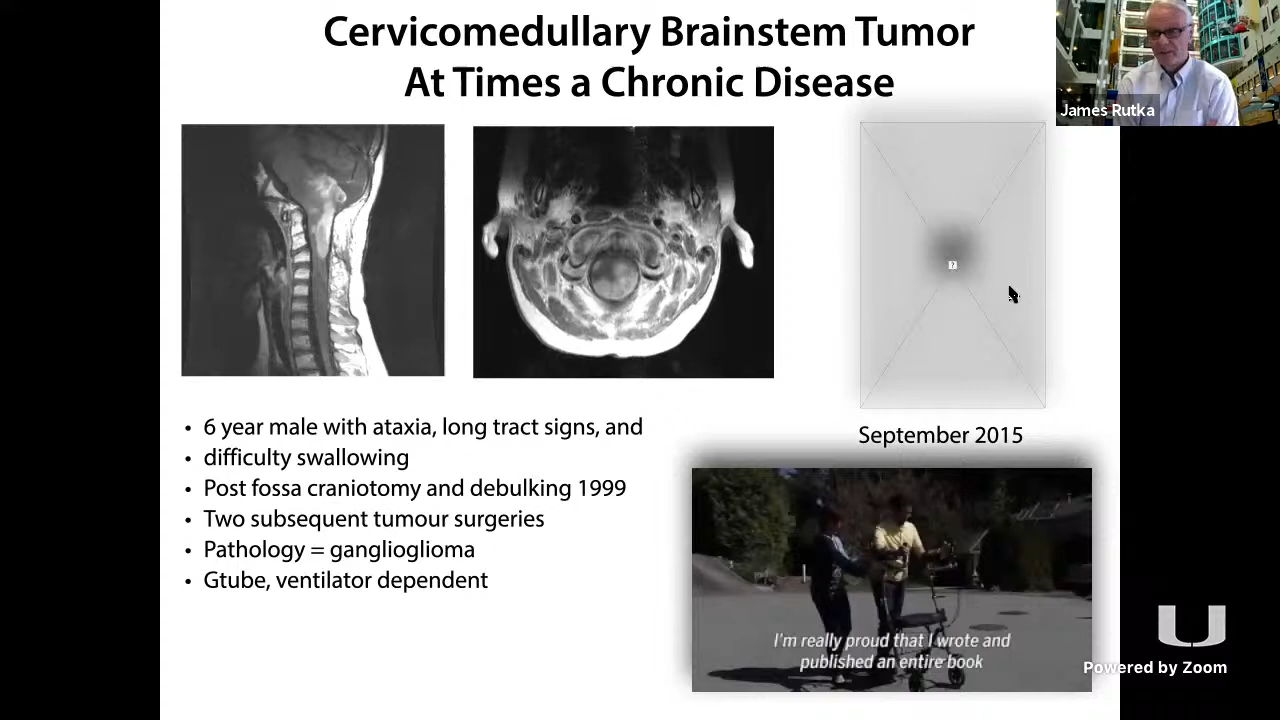 Cervicomedullary Brainstem Tumor
At Times a Chronic Disease
James Rutka
• 6 year male with ataxia, long tract signs, and
• difficulty swallowing
• Post fossa craniotomy and debulking 1999
• Two subsequent tumour surgeries
• Pathology = ganglioglioma
• Gtube, ventilator dependent
?
September 2015
I'm really proud that I wrote and
published an entire book
U
Powered by Zoom